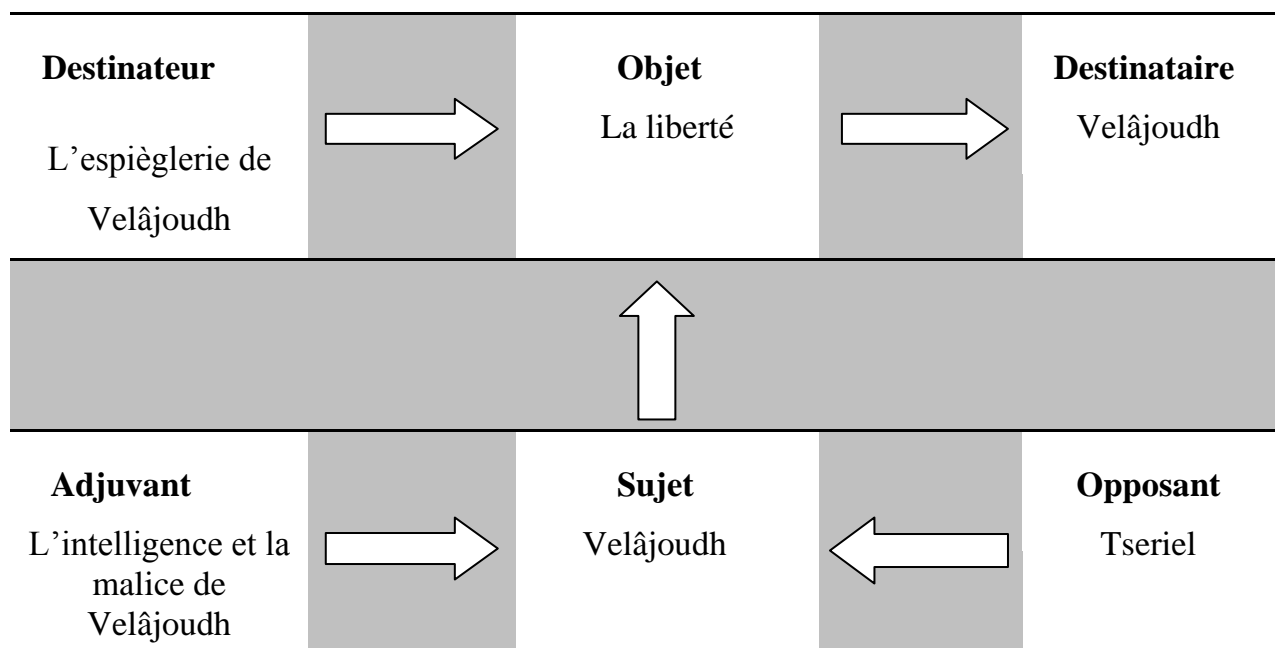 Destinateur
L'espièglerie de
Velâjoudh
Objet
La liberté
Destinataire
Velâjoudh
Adjuvant
L'intelligence et la
malice de
Velâjoudh
Sujet
Velâjoudh
Opposant
Tseriel